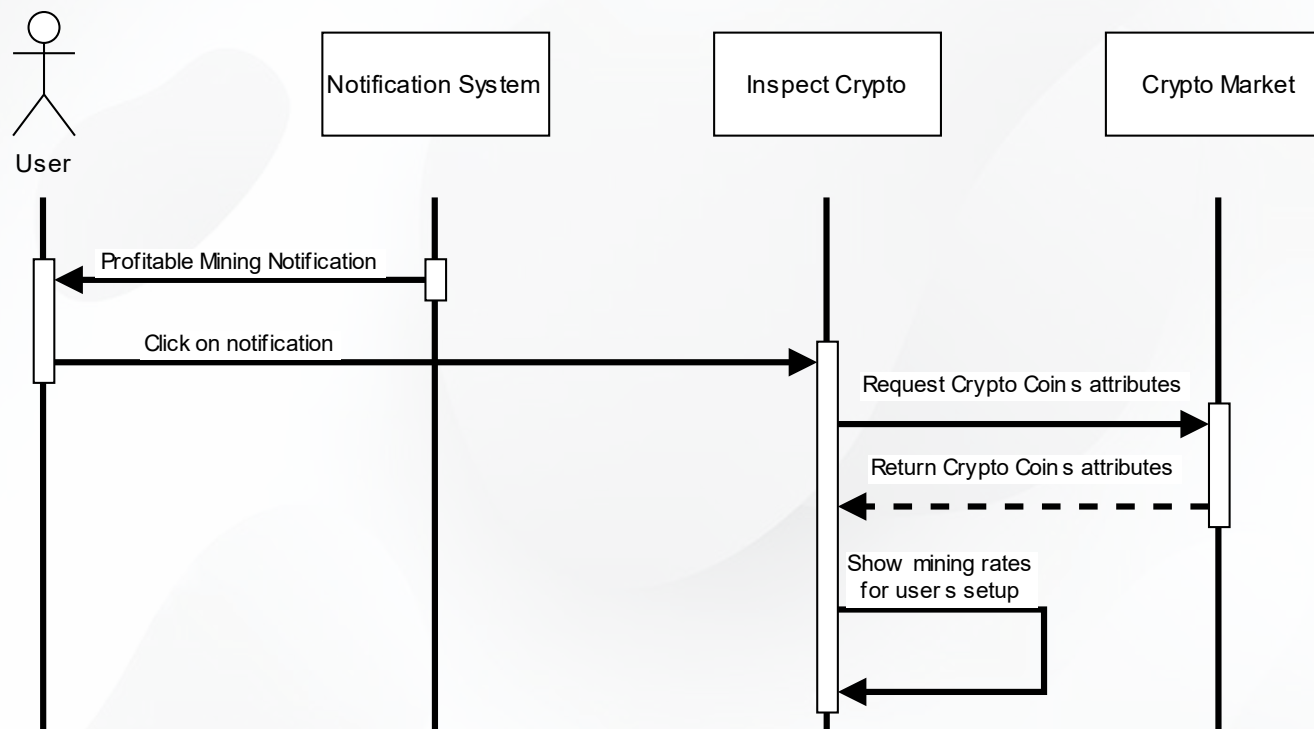 Notification System
Inspect Crypto
Crypto Market
User
Profitable Mining Notification
Click on notification
Request Crypto Coin s attributes
Return Crypto Coin s attributes
Show mining rates
for user s setup